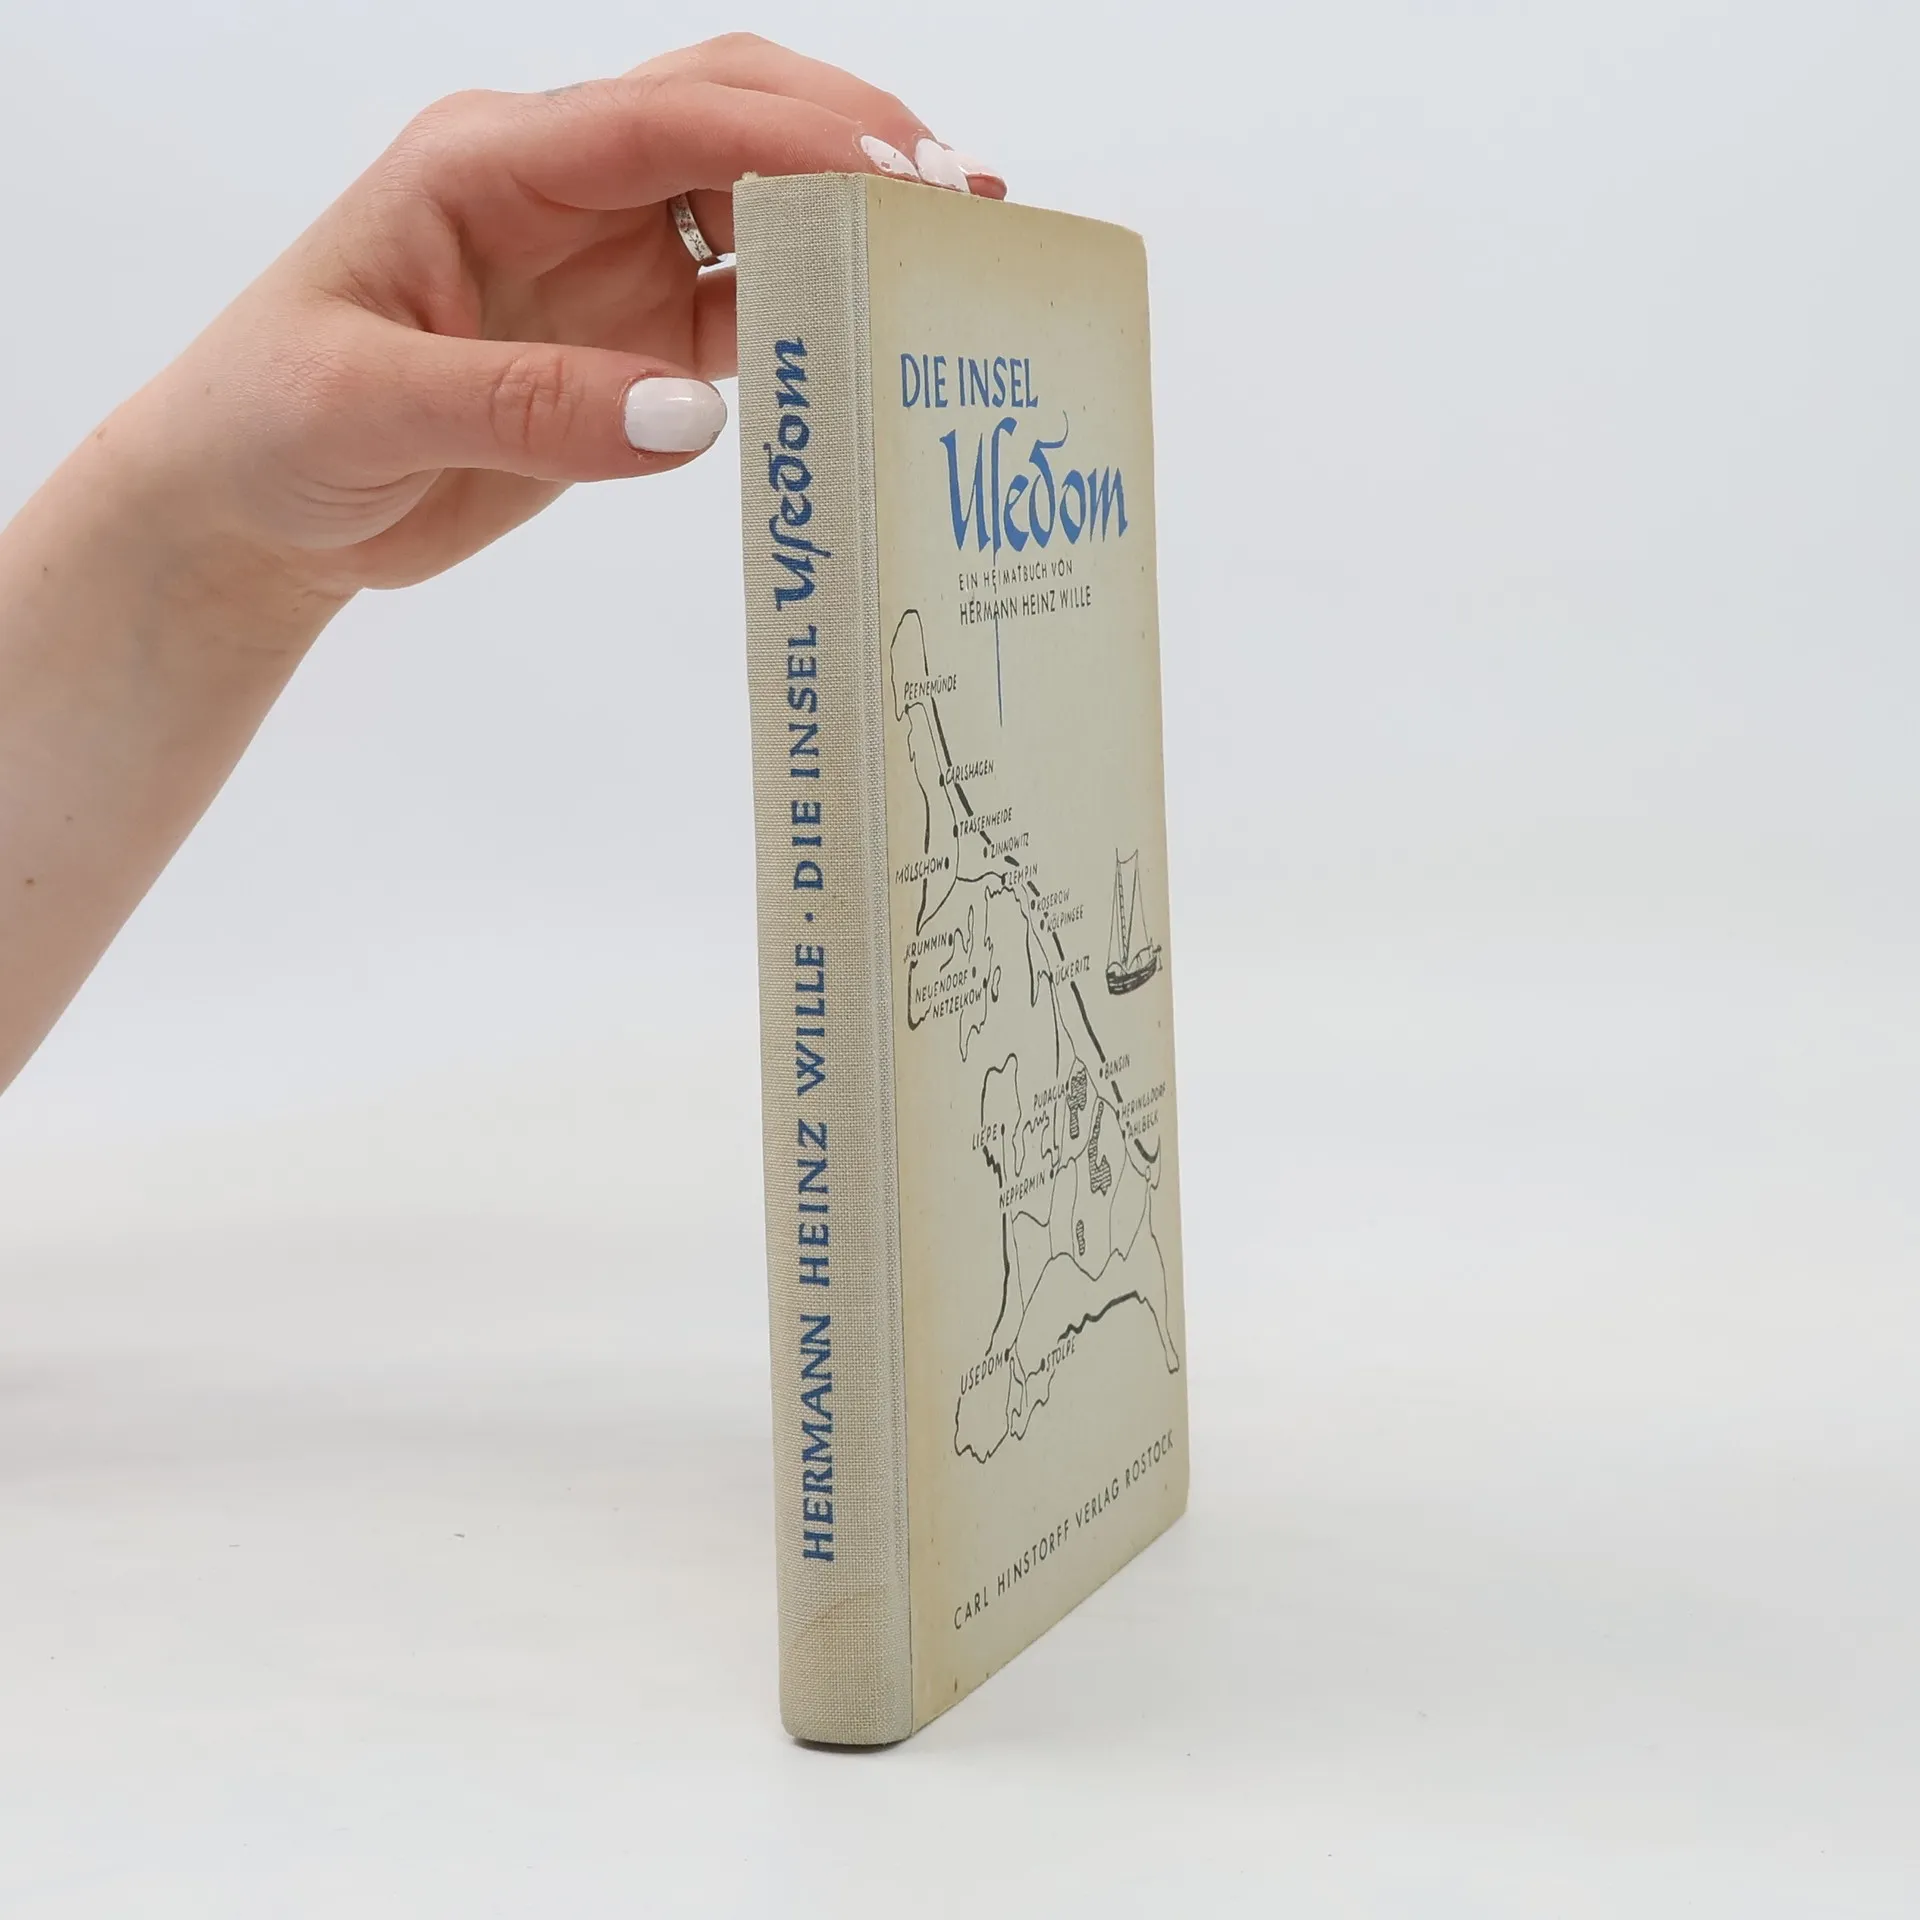 HERMANN HEINZ WILLE · DIE INSEL Uſedom
DIE INSEL
Uſedom
EIN HEIMATBUCH VON
HERMANN HEINZ WILLE
PEENEMÜNDE
CARLSHAGEN
TRASSENHEIDE
ZINNOWITZ
MÖLSCHOW
ZEMPIN
KOSEROW
KÖLPINSEE
KRUMMIN
ÜCKERITZ
NEUENDORF
NETZELKOW
BANSIN
PUDAGLA
HERINGSDORF
AHLBECK
LIEPE
NEPPERMIN
USEDOM
STOLPE
CARL HINSTORFF VERLAG ROSTOCK